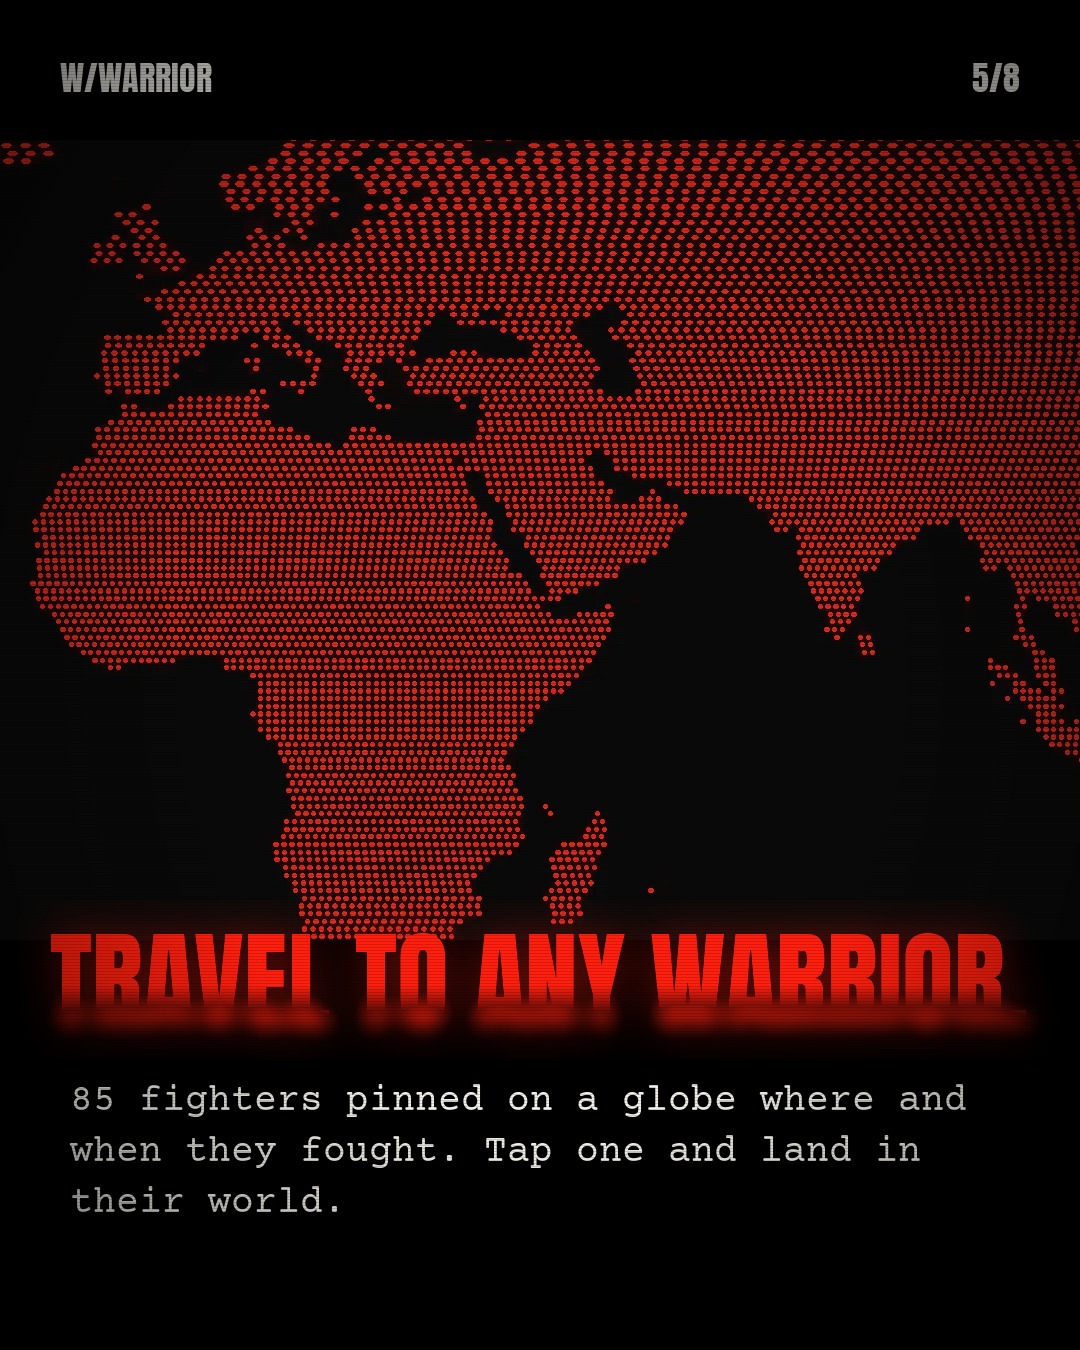 W/WARRIOR
5/8
TRAVEL TO ANY WARRIOR
85 fighters pinned on a globe where and
when they fought. Tap one and land in
their world.